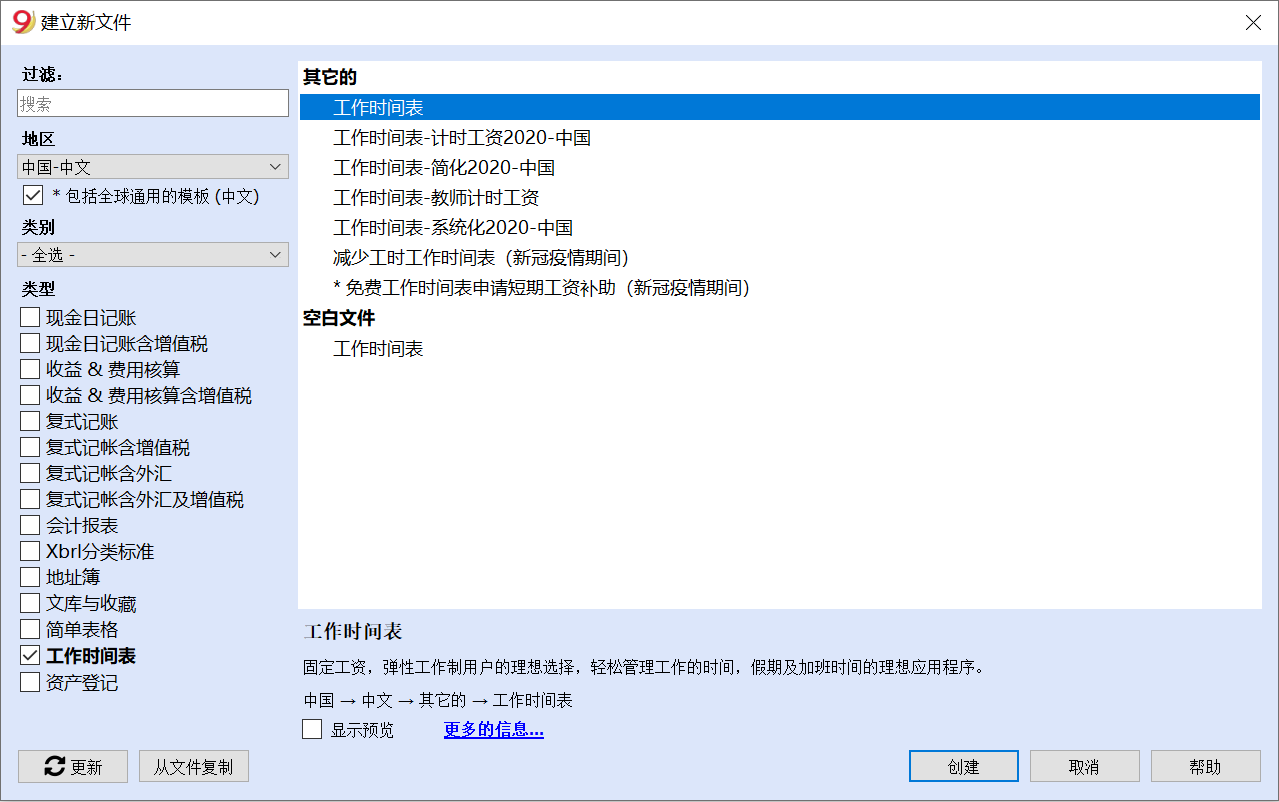 9 建立新文件
过滤：
搜索
地区
中国-中文
* 包括全球通用的模板 (中文)
类别
- 全选 -
类型
现金日记账
现金日记账含增值税
收益 & 费用核算
收益 & 费用核算含增值税
复式记账
复式记帐含增值税
复式记帐含外汇
复式记帐含外汇及增值税
会计报表
Xbrl分类标准
地址簿
文库与收藏
简单表格
工作时间表
资产登记
其它的
工作时间表
工作时间表-计时工资2020-中国
工作时间表-简化2020-中国
工作时间表-教师计时工资
工作时间表-系统化2020-中国
减少工时工作时间表（新冠疫情期间）
* 免费工作时间表申请短期工资补助（新冠疫情期间）
空白文件
工作时间表
工作时间表
固定工资，弹性工作制用户的理想选择，轻松管理工作的时间，假期及加班时间的理想应用程序。
中国 → 中文 → 其它的 → 工作时间表
显示预览 更多的信息...
更新 从文件复制 创建 取消 帮助